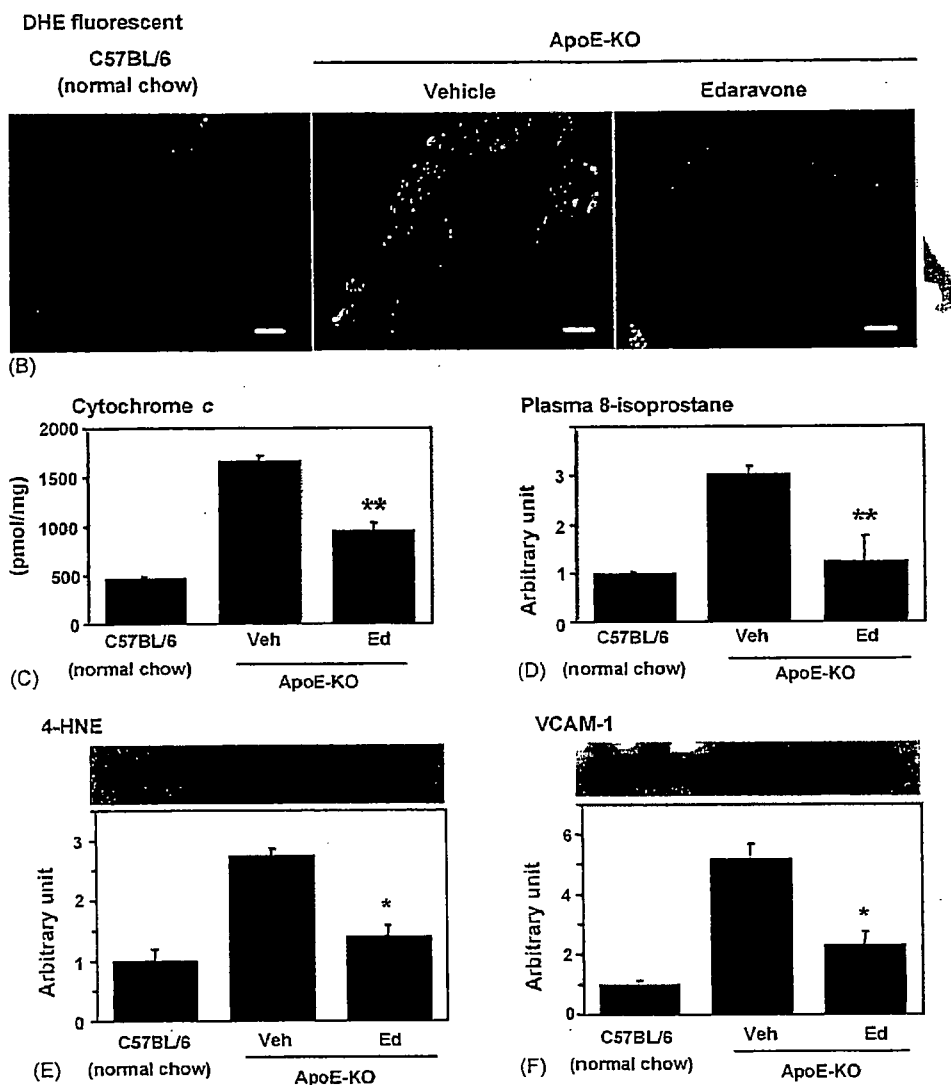 DHE fluorescent
C57BL/6
(normal chow)
ApoE-KO
Vehicle
Edaravone
(B)
Cytochrome c
2000
1500
1000
500
0
(pmol/mg)
**
C57BL/6
(normal chow)
Veh
Ed
ApoE-KO
(C)
Plasma 8-isoprostane
3
2
1
0
Arbitrary unit
**
C57BL/6
(normal chow)
Veh
Ed
ApoE-KO
(D)
4-HNE
3
2
1
0
Arbitrary unit
*
C57BL/6
(normal chow)
Veh
Ed
ApoE-KO
(E)
VCAM-1
6
4
2
0
Arbitrary unit
*
C57BL/6
(normal chow)
Veh
Ed
ApoE-KO
(F)